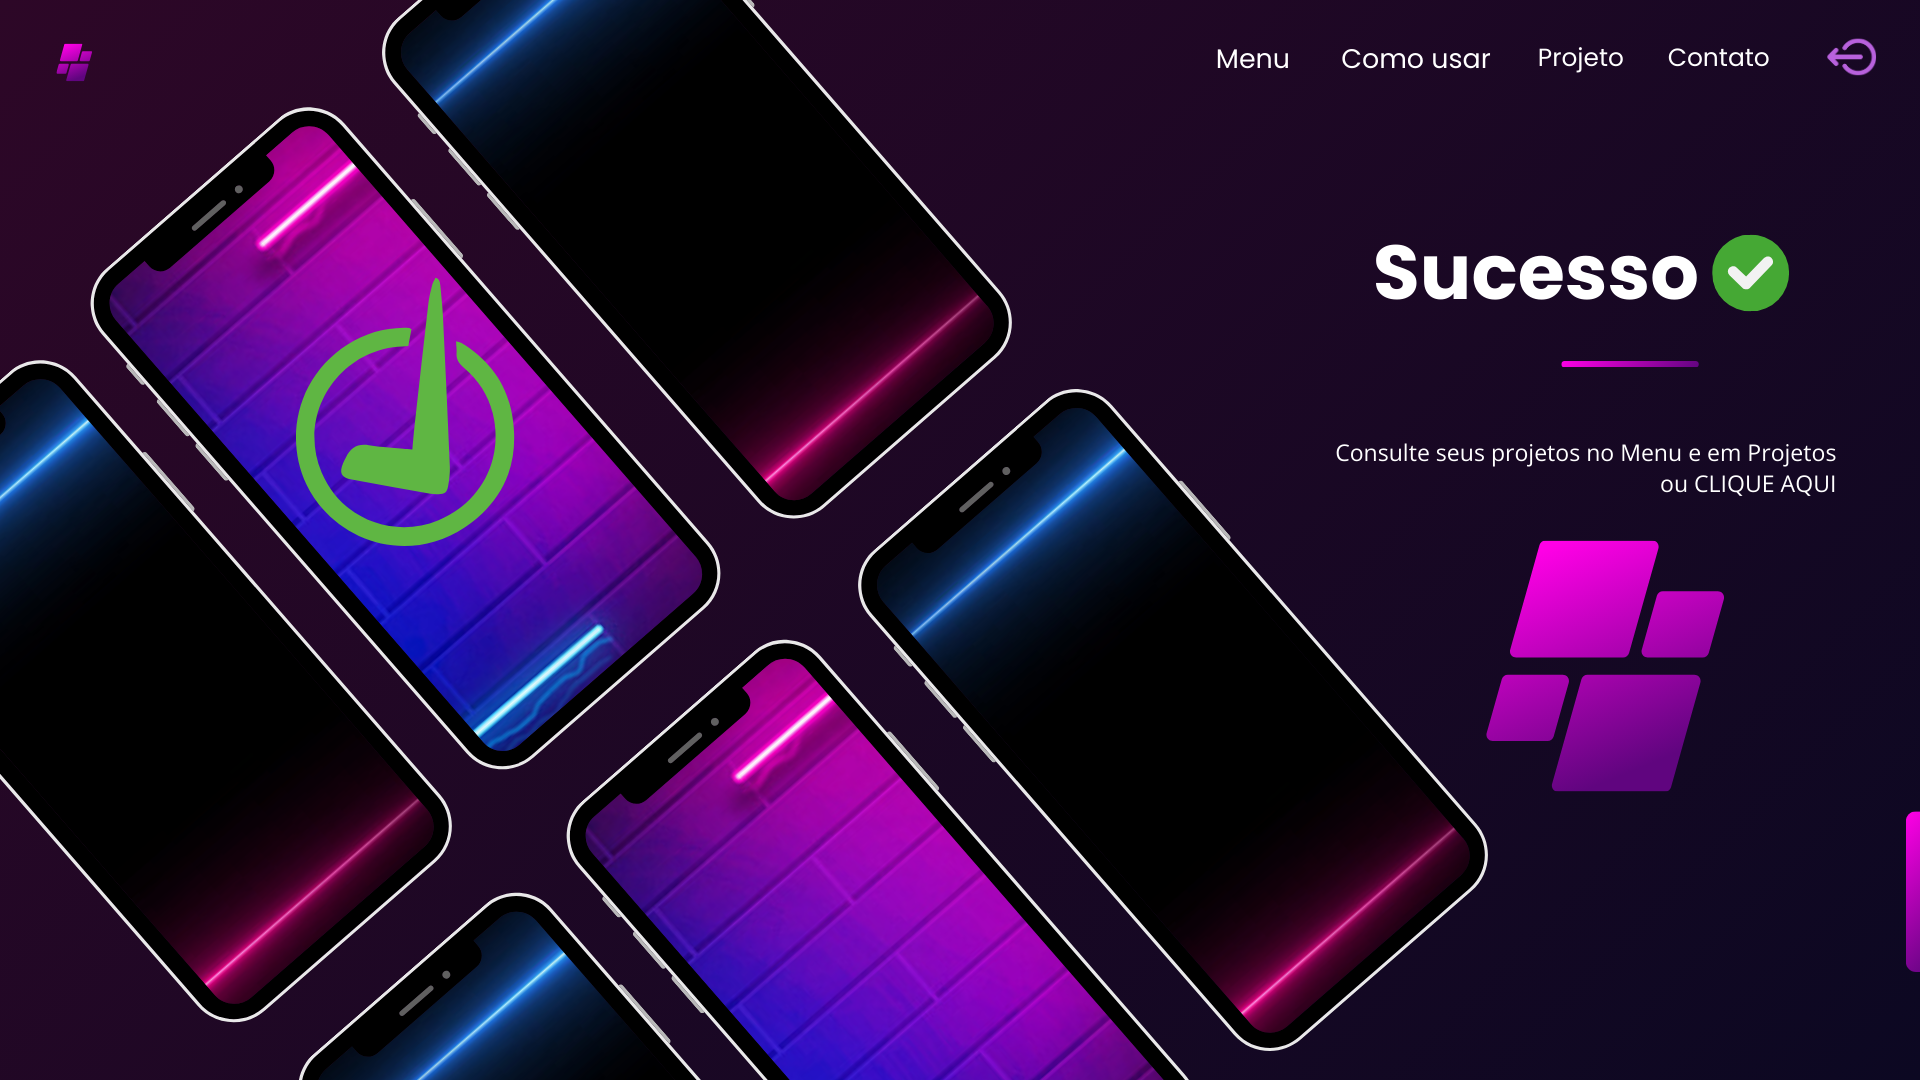 Menu Como usar Projeto Contato
Sucesso
Consulte seus projetos no Menu e em Projetos
ou CLIQUE AQUI